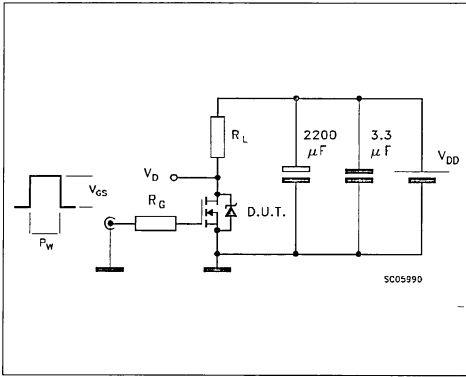 R_L
2200 μF
3.3 μF
V_DD
V_D
V_GS
R_G
D.U.T.
P_W
SC05990